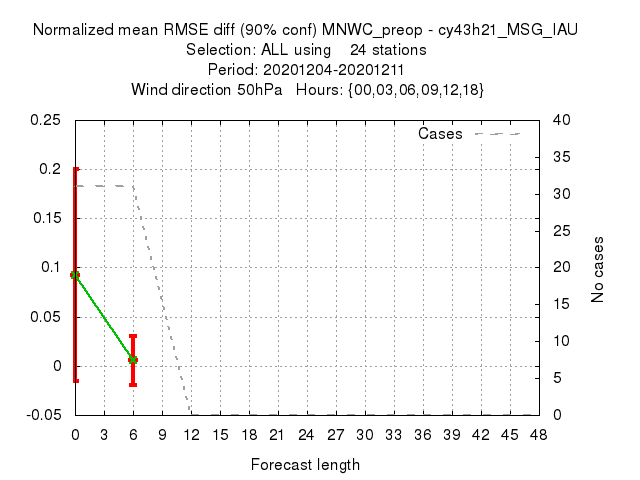 Normalized mean RMSE diff (90% conf) MNWC_preop - cy43h21_MSG_IAU
Selection: ALL using 24 stations
Period: 20201204-20201211
Wind direction 50hPa Hours: {00,03,06,09,12,18}
0.25
0.2
0.15
0.1
0.05
0
-0.05
Cases
40
35
30
25
20
15
10
5
0
No cases
0 3 6 9 12 15 18 21 24 27 30 33 36 39 42 45 48
Forecast length